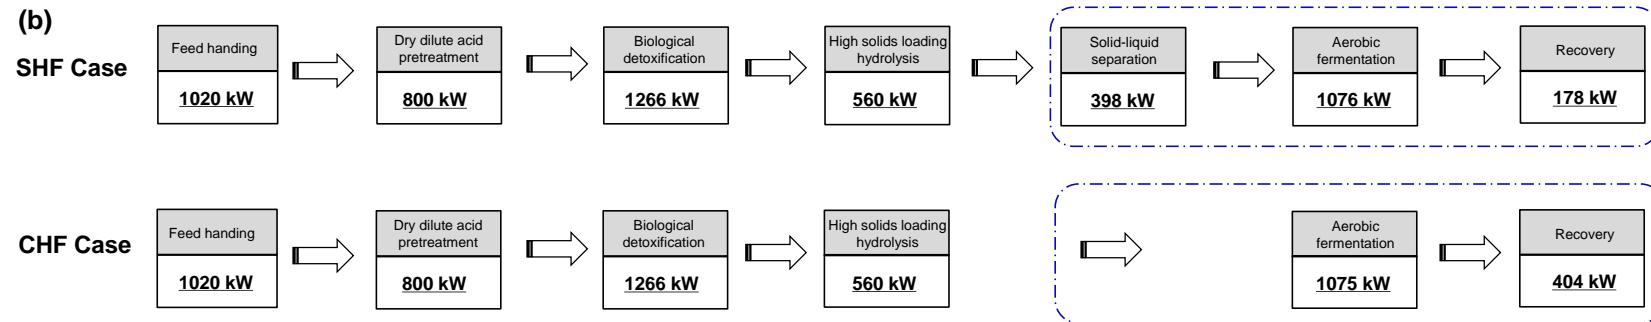 (b)
SHF Case
Feed handing
1020 kW
Dry dilute acid
pretreatment
800 kW
Biological
detoxification
1266 kW
High solids loading
hydrolysis
560 kW
Solid-liquid
separation
398 kW
Aerobic
fermentation
1076 kW
Recovery
178 kW
CHF Case
Feed handing
1020 kW
Dry dilute acid
pretreatment
800 kW
Biological
detoxification
1266 kW
High solids loading
hydrolysis
560 kW
Aerobic
fermentation
1075 kW
Recovery
404 kW